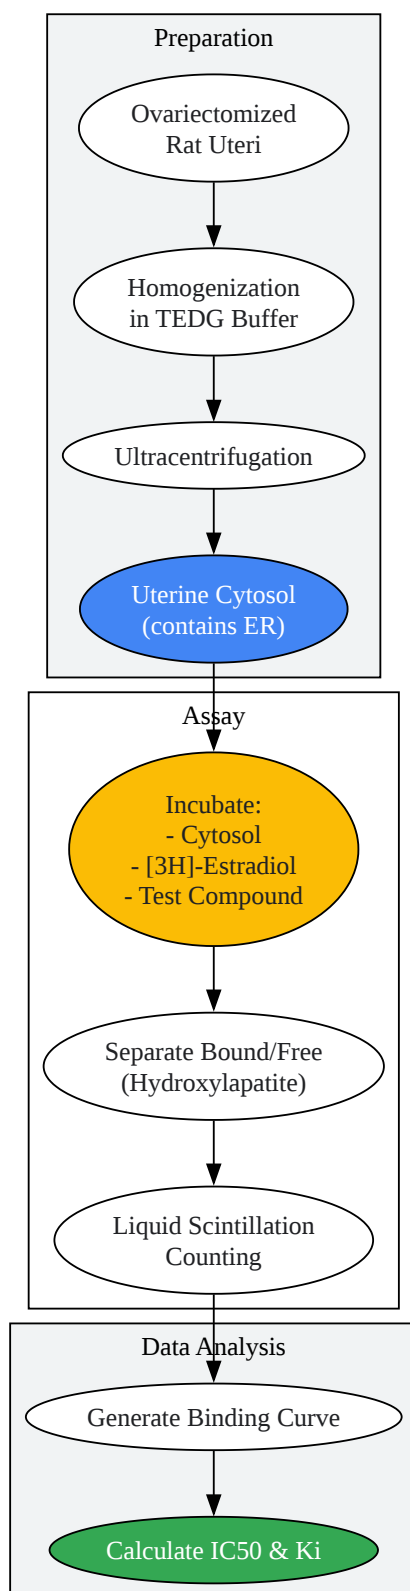 Preparation
Ovariectomized
Rat Uteri
Homogenization
in TEDG Buffer
Ultracentrifugation
Uterine Cytosol
(contains ER)
Assay
Incubate:
- Cytosol
- [3H]-Estradiol
- Test Compound
Separate Bound/Free
(Hydroxylapatite)
Liquid Scintillation
Counting
Data Analysis
Generate Binding Curve
Calculate IC50 & Ki